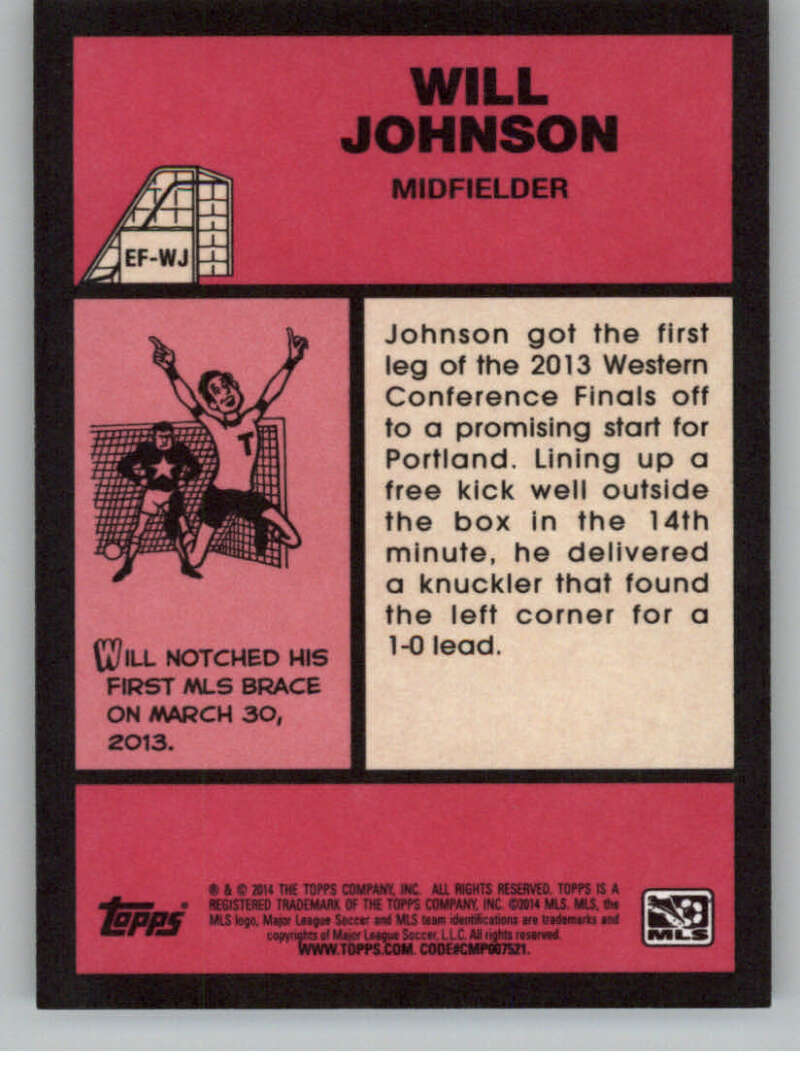 WILL
JOHNSON
MIDFIELDER
EF-WJ
T
WILL NOTCHED HIS
FIRST MLS BRACE
ON MARCH 30,
2013.
Johnson got the first
leg of the 2013 Western
Conference Finals off
to a promising start for
Portland. Lining up a
free kick well outside
the box in the 14th
minute, he delivered
a knuckler that found
the left corner for a
1-0 lead.
topps®
® & © 2014 THE TOPPS COMPANY, INC. ALL RIGHTS RESERVED. TOPPS IS A
REGISTERED TRADEMARK OF THE TOPPS COMPANY, INC. ©2014 MLS. MLS, the
MLS logo, Major League Soccer and MLS team identifications are trademarks and
copyrights of Major League Soccer, L.L.C. All rights reserved.
WWW.TOPPS.COM. CODE#CMP007521.
MLS